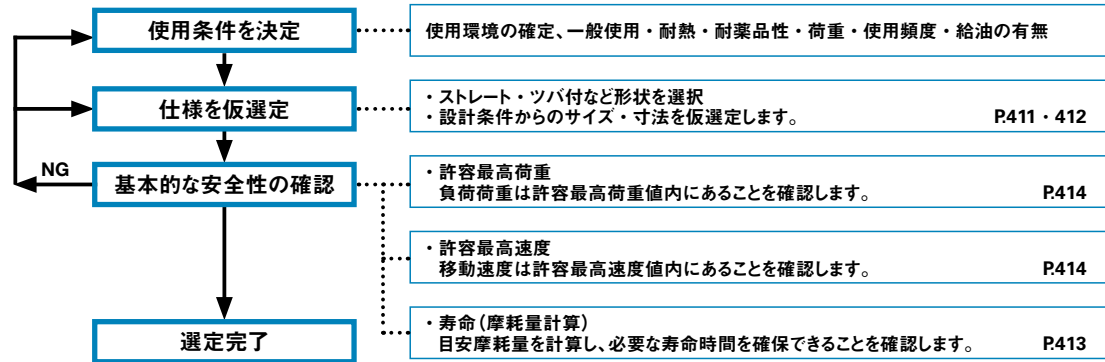 使用条件を決定
使用環境の確定、一般使用・耐熱・耐薬品性・荷重・使用頻度・給油の有無
仕様を仮選定
・ストレート・ツバ付など形状を選択
・設計条件からのサイズ・寸法を仮選定します。 P.411・412
NG
基本的な安全性の確認
・許容最高荷重
負荷荷重は許容最高荷重値内にあることを確認します。 P.414
・許容最高速度
移動速度は許容最高速度値内にあることを確認します。 P.414
選定完了
・寿命(摩耗量計算)
目安摩耗量を計算し、必要な寿命時間を確保できることを確認します。 P.413